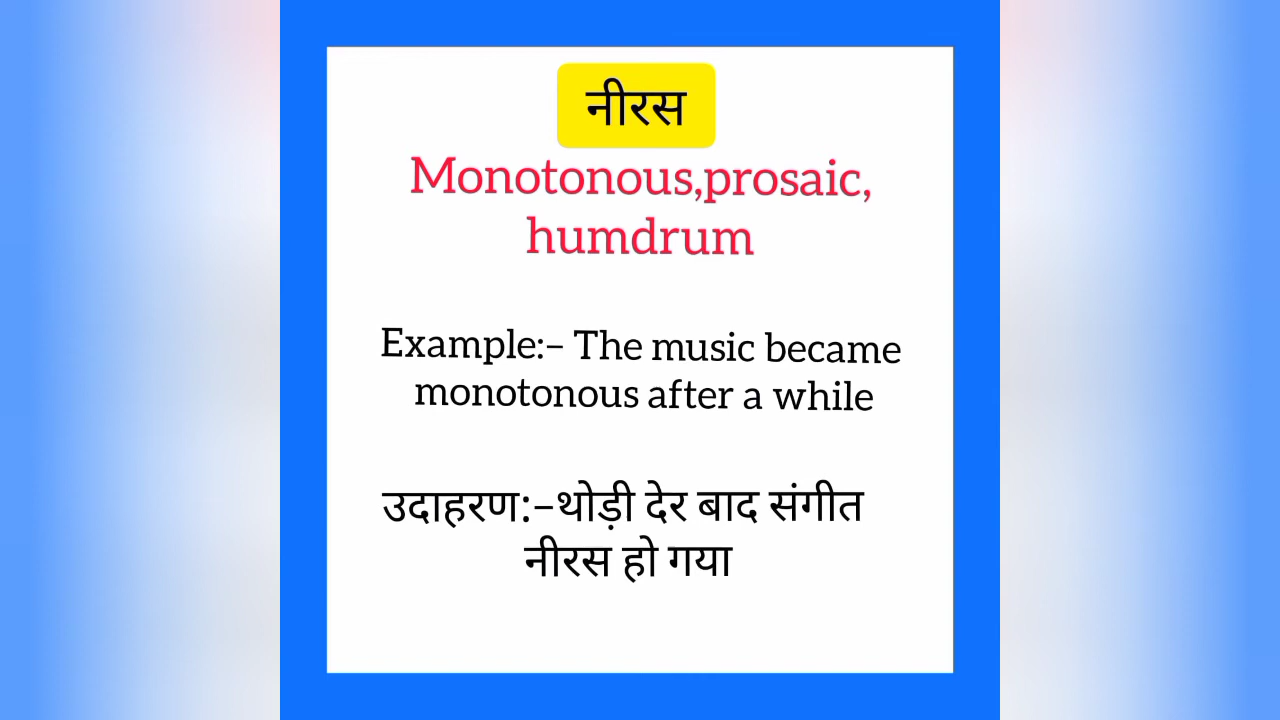 नीरस
Monotonous,prosaic,
humdrum
Example:– The music became
monotonous after a while
उदाहरण:–थोड़ी देर बाद संगीत
नीरस हो गया